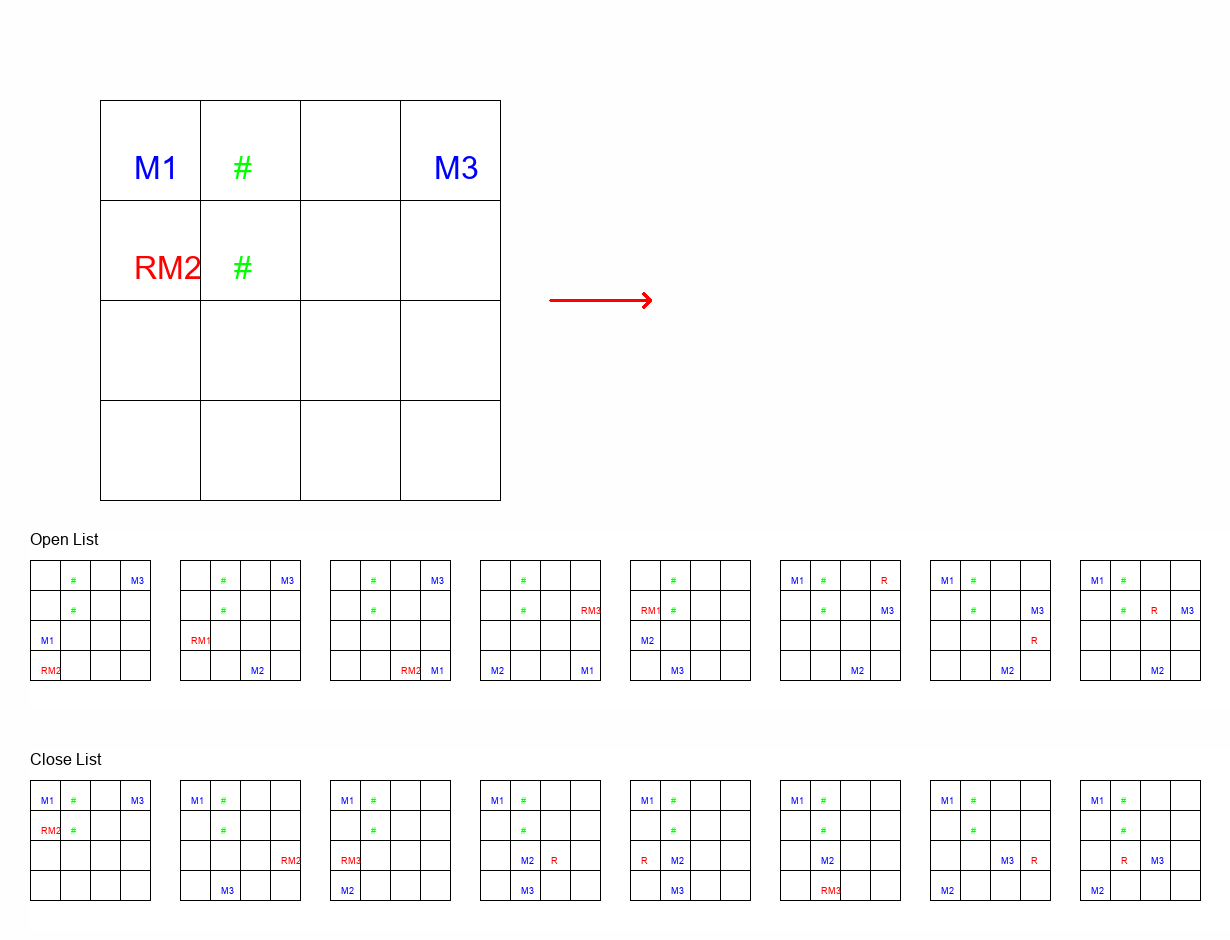 M1 # M3
RM2 #
Open List
# M3 # M3 # M3 # # M1 # R M1 # M1 #
# # # # RM3 RM1 # # M3 # M3 # R M3
M1 RM1 M2 R
RM2 M2 RM2 M1 M2 M1 M3 M2 M2 M2
Close List
M1 # M3 M1 # M1 # M1 # M1 # M1 # M1 # M1 #
RM2 # # # # # # # #
RM2 RM3 M2 R R M2 M2 M3 R R M3
M3 M2 M3 M3 RM3 M2 M2